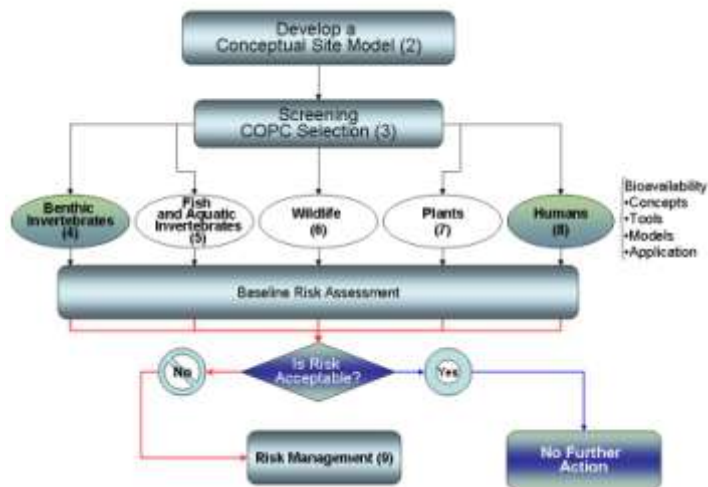 Develop a
Conceptual Site Model (2)
Screening
COPC Selection (3)
Benthic
Invertebrates
(4)
Fish
and Aquatic
Invertebrates
(5)
Wildlife
(6)
Plants
(7)
Humans
(8)
Bioavailability
•Concepts
•Tools
•Models
•Application
Baseline Risk Assessment
No
Is Risk
Acceptable?
Yes
Risk Management (9)
No Further
Action